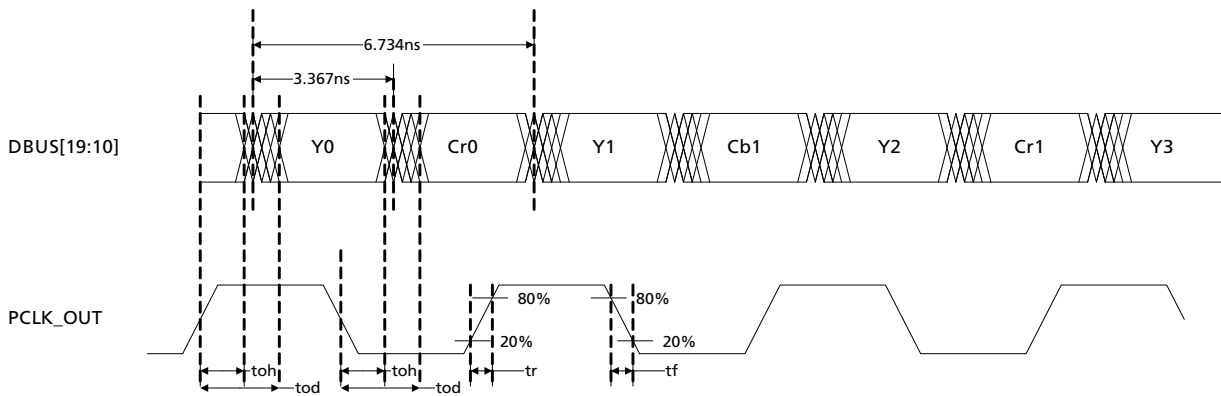 6.734ns
3.367ns
DBUS[19:10] Y0 Cr0 Y1 Cb1 Y2 Cr1 Y3
80% 80%
PCLK_OUT
20% 20%
toh toh tr tf
tod tod